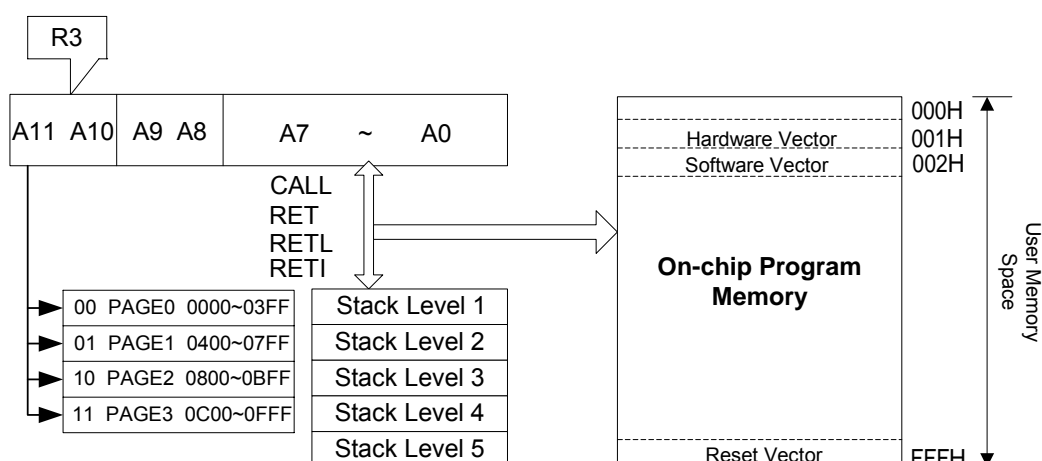 R3
A11 A10 A9 A8 A7 ~ A0
CALL
RET
RETL
RETI
00 PAGE0 0000~03FF
01 PAGE1 0400~07FF
10 PAGE2 0800~0BFF
11 PAGE3 0C00~0FFF
Stack Level 1
Stack Level 2
Stack Level 3
Stack Level 4
Stack Level 5
000H
Hardware Vector 001H
Software Vector 002H
On-chip Program
Memory
Reset Vector FFFH
User Memory
Space